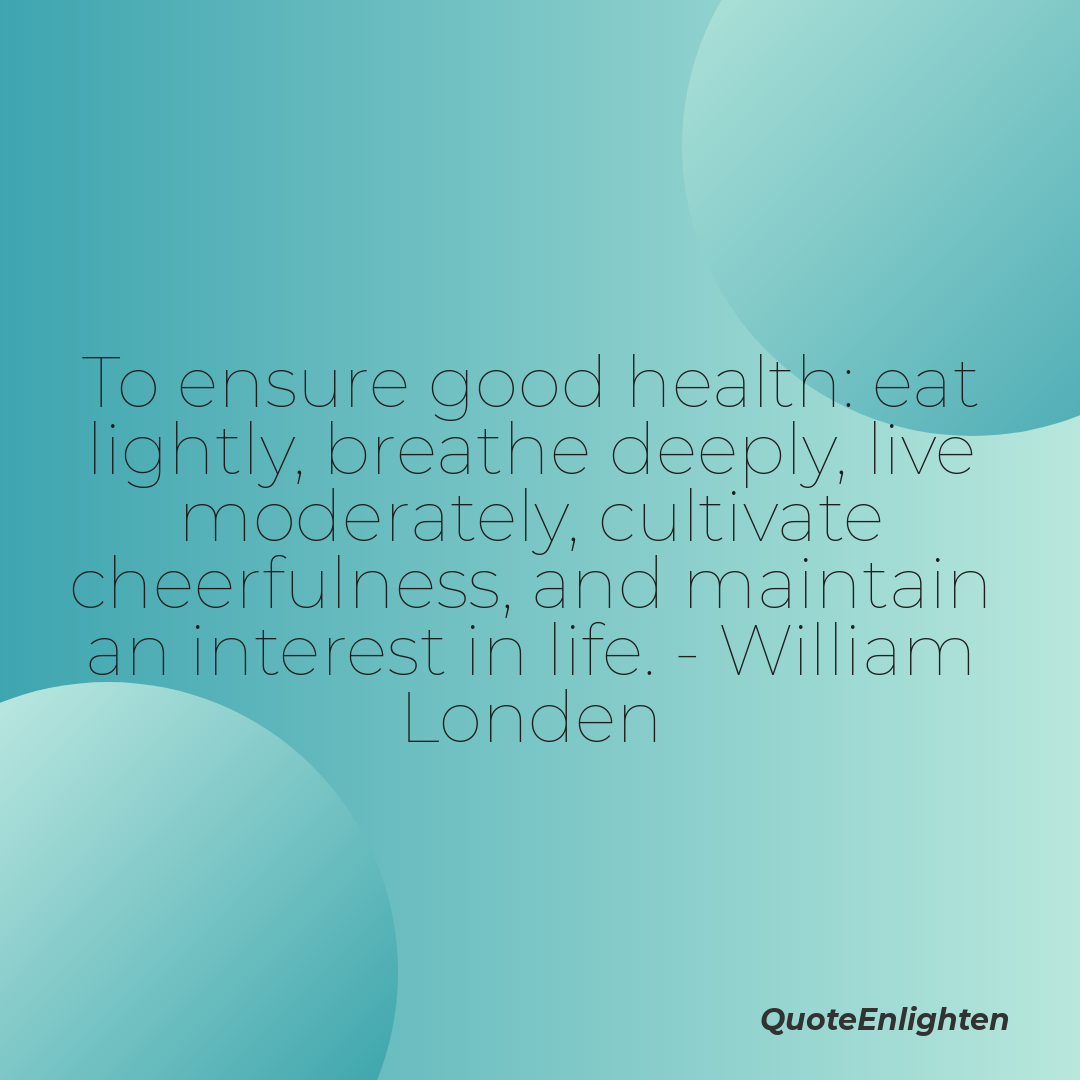 To ensure good health: eat
lightly, breathe deeply, live
moderately, cultivate
cheerfulness, and maintain
an interest in life. - William
Londen
QuoteEnlighten